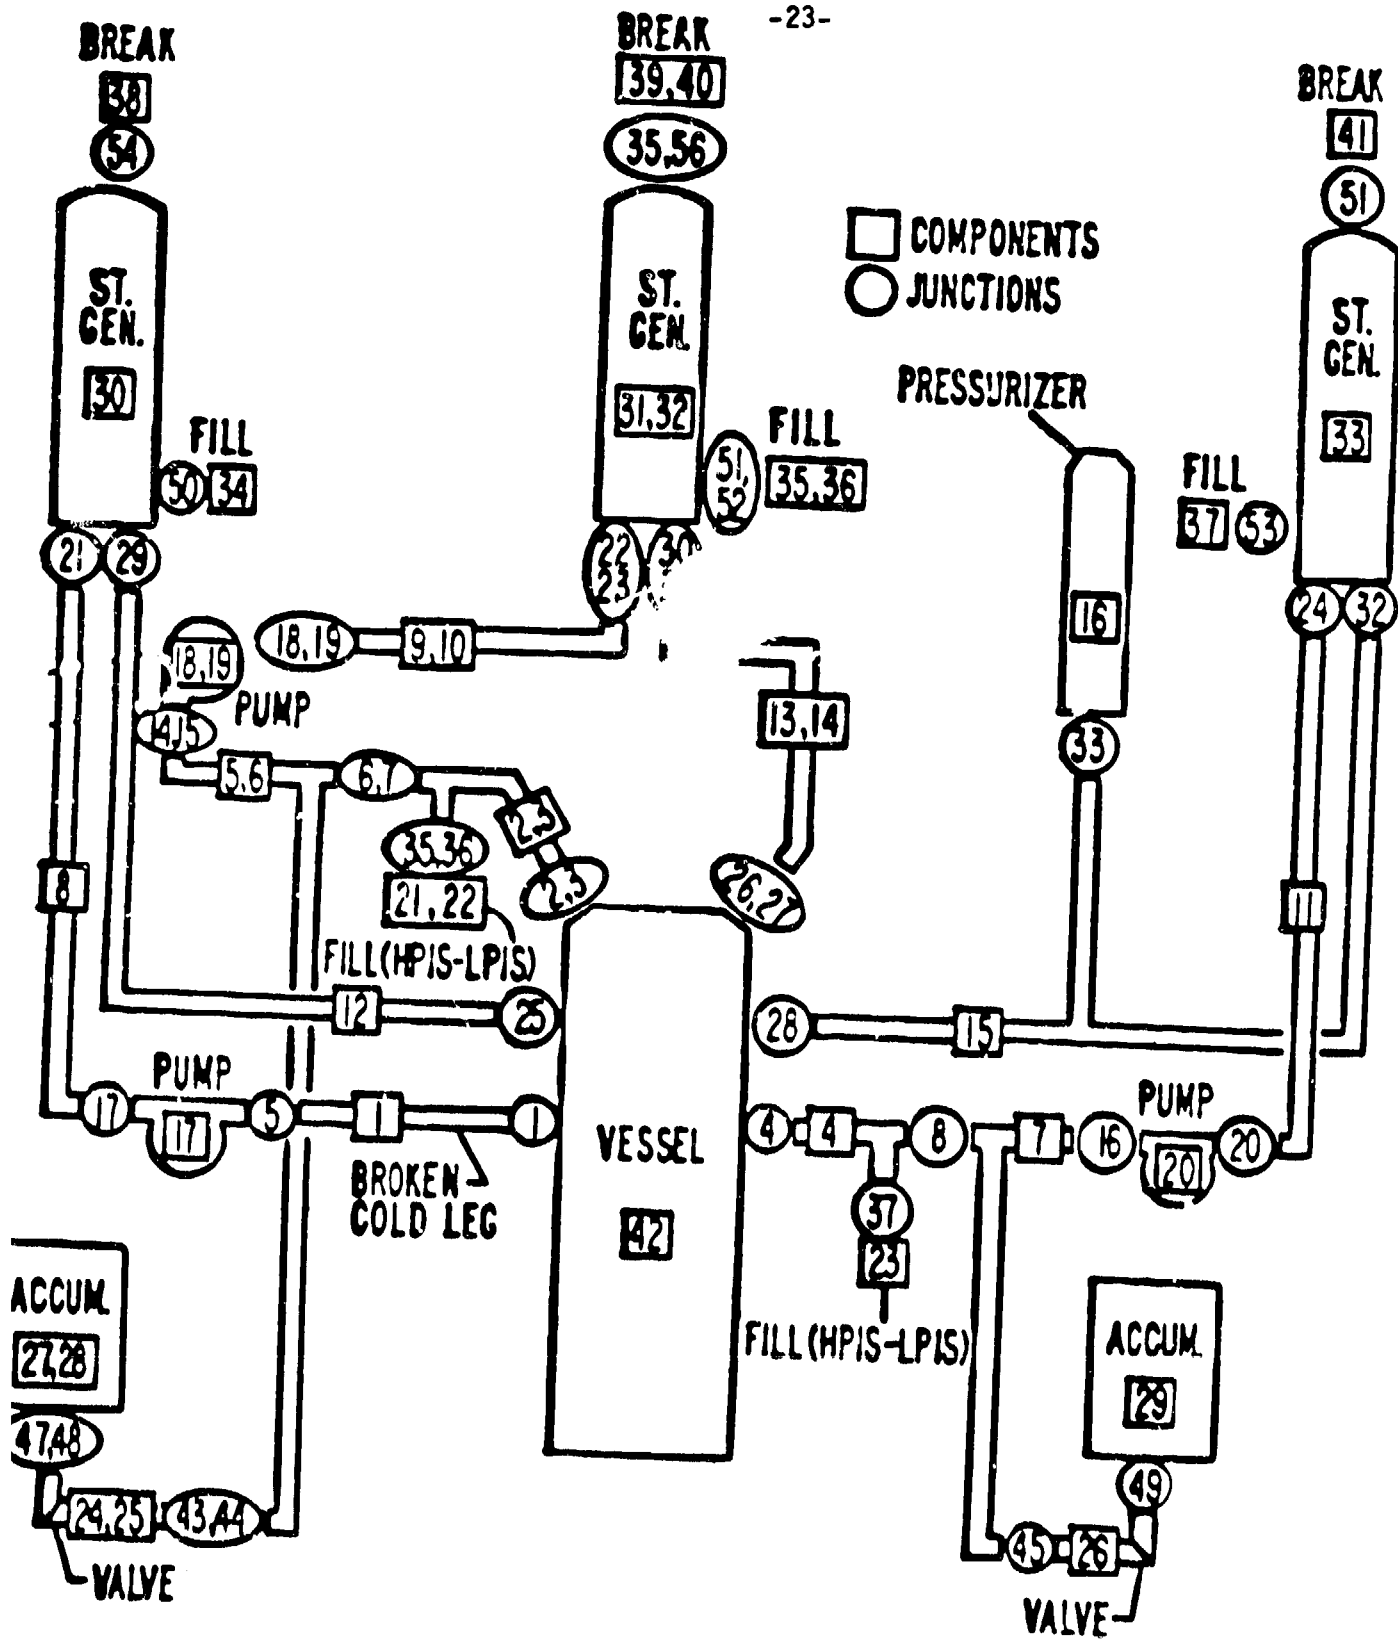 -23-
BREAK
38
54
ST.
GEN.
30
FILL
50
34
21
29
BREAK
39,40
35,56
ST.
GEN.
31,32
51,
52
FILL
35,36
22
23
30
COMPONENTS
JUNCTIONS
BREAK
41
51
ST.
GEN.
33
FILL
37
53
24
32
PRESSURIZER
16
33
18,19
9,10
18,19
PUMP
14,15
5,6
6,7
2,3
35,36
21,22
2,3
FILL(HPIS-LPIS)
13,14
26,27
8
11
12
25
28
15
PUMP
17
17
5
1
1
BROKEN
COLD LEG
VESSEL
42
4
4
8
7
16
PUMP
20
20
37
23
FILL(HPIS-LPIS)
ACCUM.
27,28
47,48
24,25
43,44
VALVE
ACCUM.
29
49
45
26
VALVE